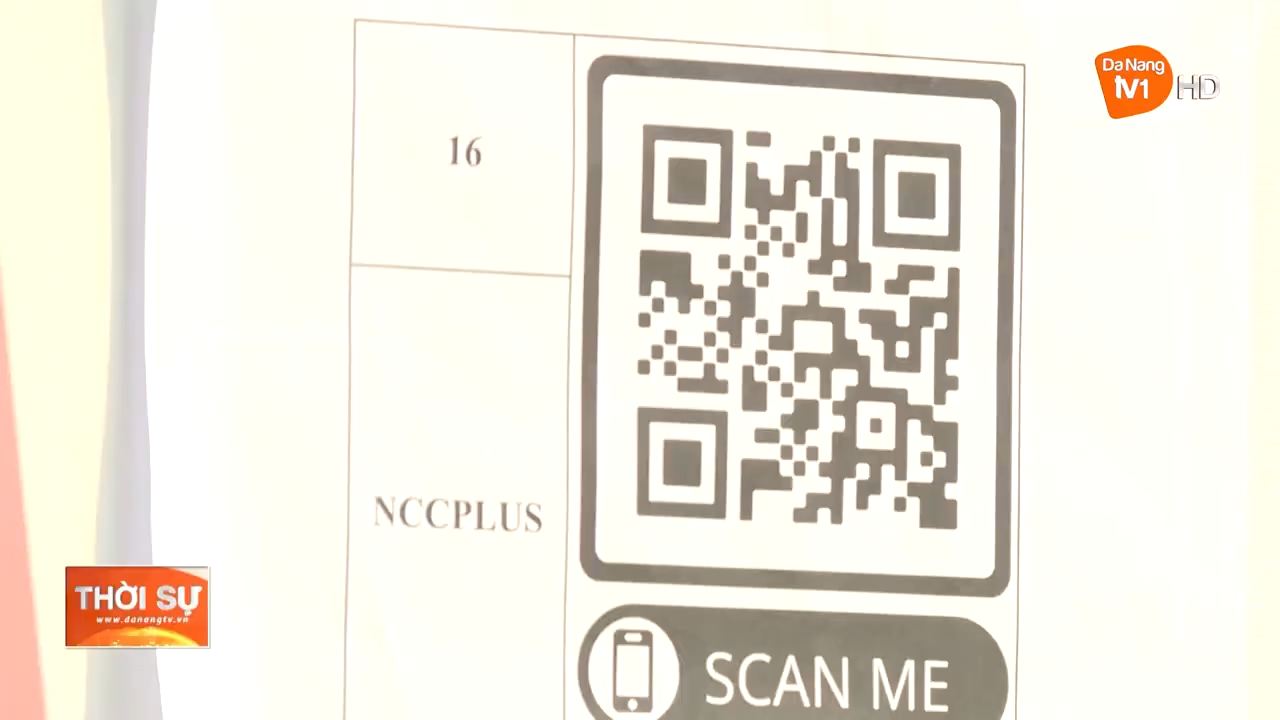 Da Nang
TV1 HD
16
NCCPLUS
THỜI SỰ
www.danangtv.vn
SCAN ME